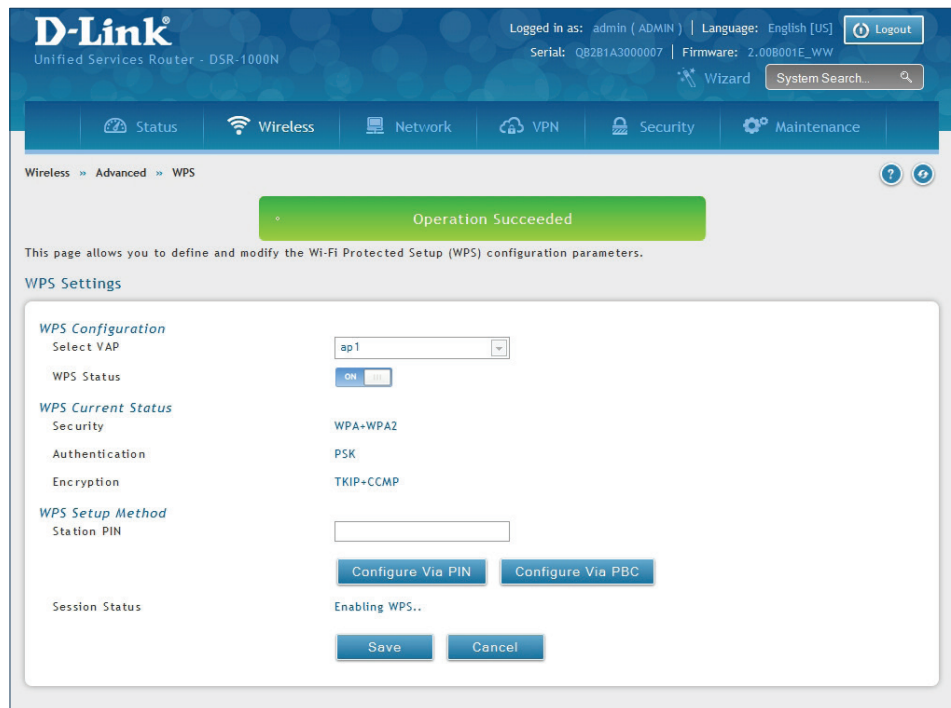 D-Link®
Unified Services Router - DSR-1000N
Logged in as: admin ( ADMIN ) | Language: English [US]
Logout
Serial: QB2B1A3000007 | Firmware: 2.00B001E_WW
Wizard
System Search...
Status
Wireless
Network
VPN
Security
Maintenance
Wireless » Advanced » WPS
?
Operation Succeeded
This page allows you to define and modify the Wi-Fi Protected Setup (WPS) configuration parameters.
WPS Settings
WPS Configuration
Select VAP
ap1
WPS Status
ON
WPS Current Status
Security
WPA+WPA2
Authentication
PSK
Encryption
TKIP+CCMP
WPS Setup Method
Station PIN
Configure Via PIN
Configure Via PBC
Session Status
Enabling WPS..
Save
Cancel